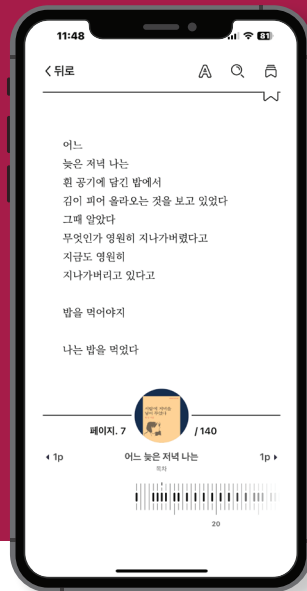 11:48
81
뒤로
어느
늦은 저녁 나는
흰 공기에 담긴 밥에서
김이 피어 올라오는 것을 보고 있었다
그때 알았다
무엇인가 영원히 지나가버렸다고
지금도 영원히
지나가버리고 있다고
밥을 먹어야지
나는 밥을 먹었다
페이지. 7 / 140
1p 어느 늦은 저녁 나는 1p
목차
20